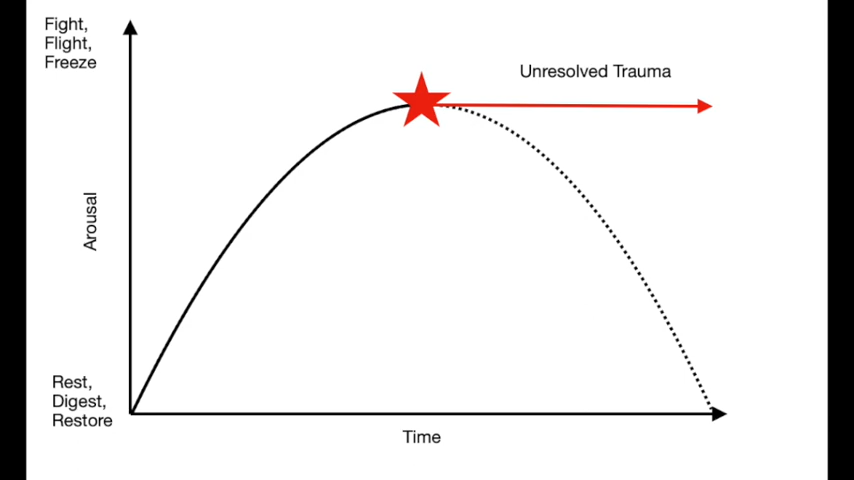 Fight,
Flight,
Freeze
Unresolved Trauma
Arousal
Rest,
Digest,
Restore
Time